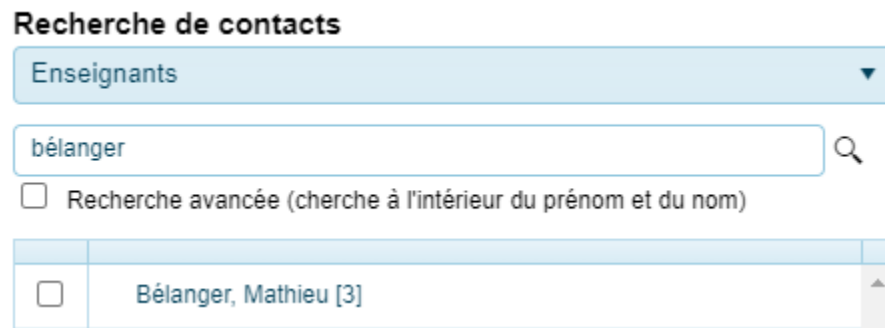 Recherche de contacts
Enseignants
bélanger
Recherche avancée (cherche à l'intérieur du prénom et du nom)
Bélanger, Mathieu [3]